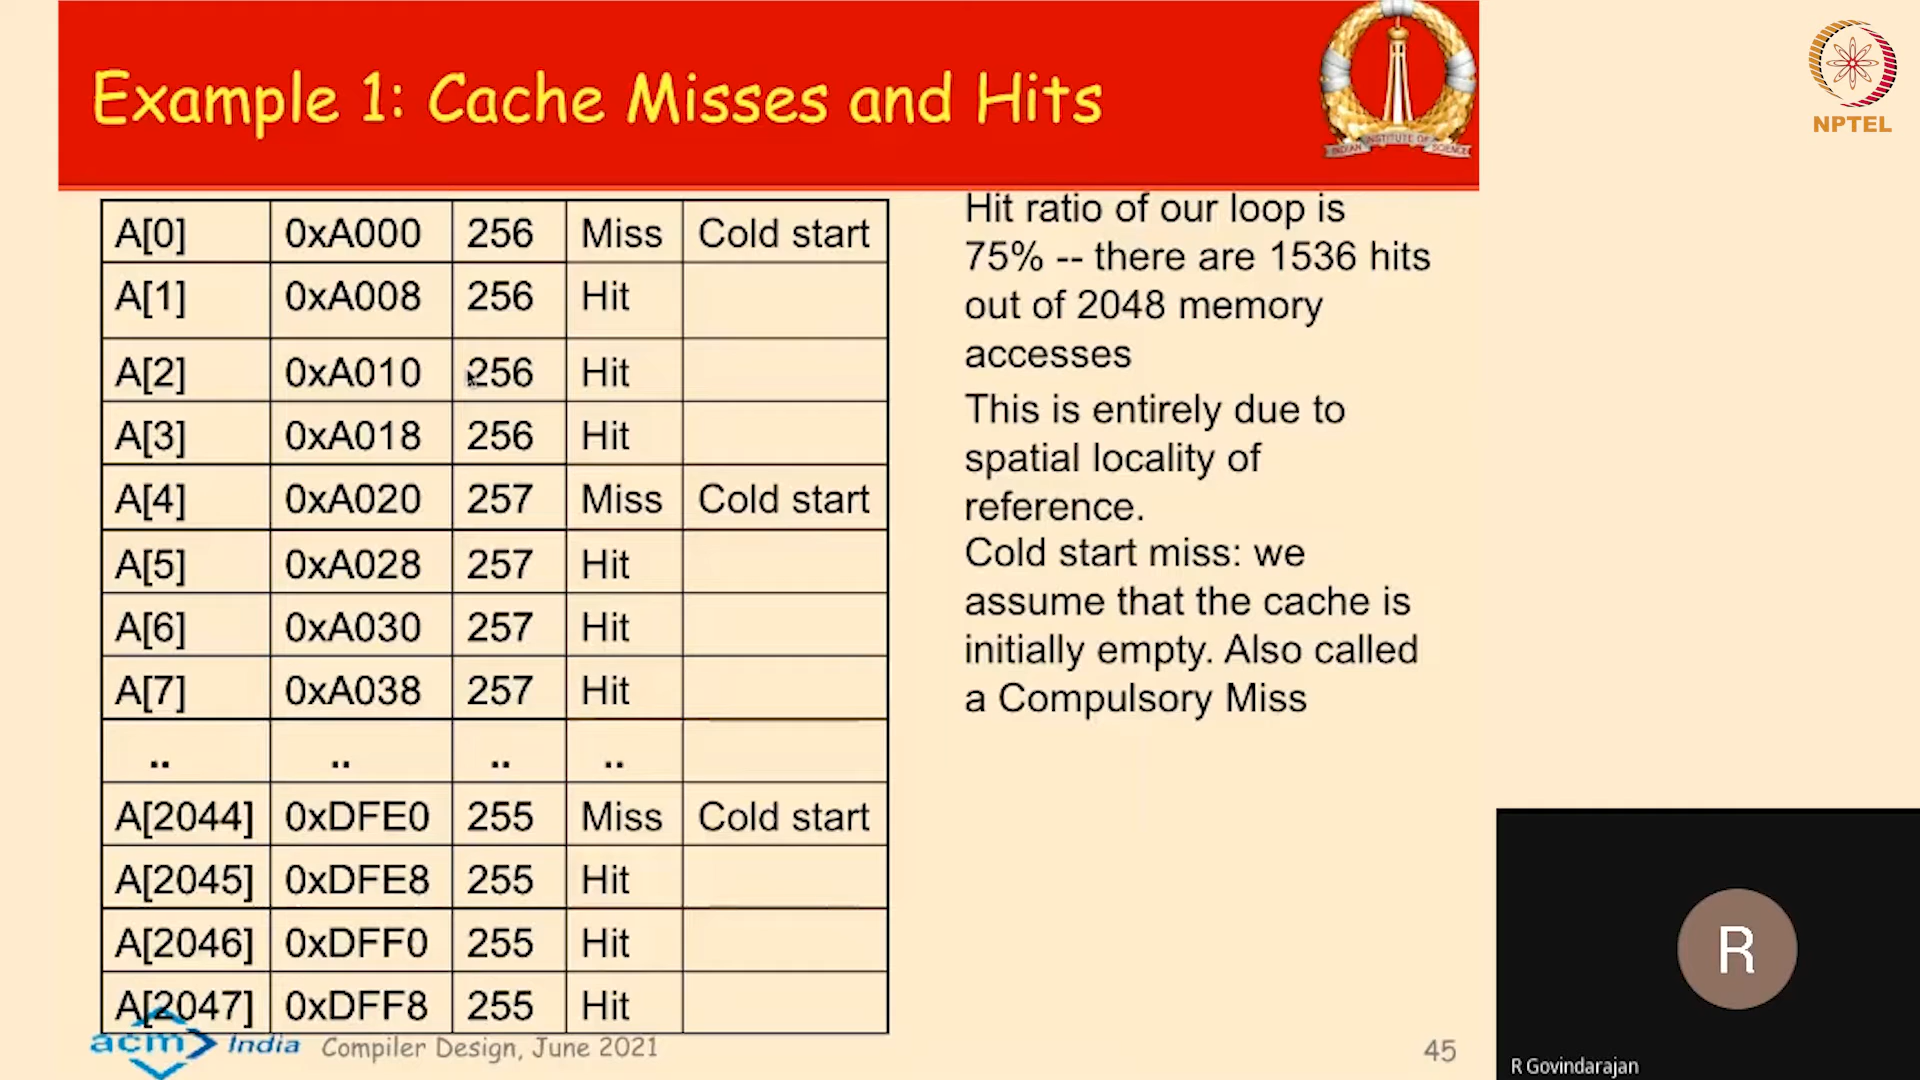 Example 1: Cache Misses and Hits
INDIAN INSTITUTE OF SCIENCE
NPTEL
A[0] 0xA000 256 Miss Cold start
A[1] 0xA008 256 Hit
A[2] 0xA010 256 Hit
A[3] 0xA018 256 Hit
A[4] 0xA020 257 Miss Cold start
A[5] 0xA028 257 Hit
A[6] 0xA030 257 Hit
A[7] 0xA038 257 Hit
.. .. .. ..
A[2044] 0xDFE0 255 Miss Cold start
A[2045] 0xDFE8 255 Hit
A[2046] 0xDFF0 255 Hit
A[2047] 0xDFF8 255 Hit
Hit ratio of our loop is
75% -- there are 1536 hits
out of 2048 memory
accesses
This is entirely due to
spatial locality of
reference.
Cold start miss: we
assume that the cache is
initially empty. Also called
a Compulsory Miss
acm India Compiler Design, June 2021
45
R
R Govindarajan